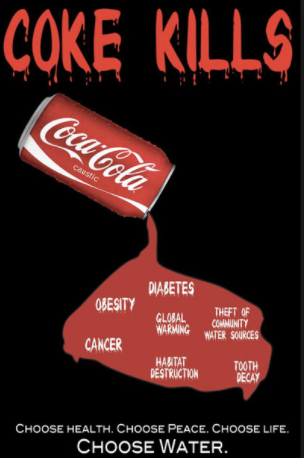 COKE KILLS
Coca-Cola
caustic
DIABETES
OBESITY
GLOBAL
WARMING
THEFT OF
COMMUNITY
WATER SOURCES
CANCER
HABITAT
DESTRUCTION
TOOTH
DECAY
CHOOSE HEALTH. CHOOSE PEACE. CHOOSE LIFE.
CHOOSE WATER.